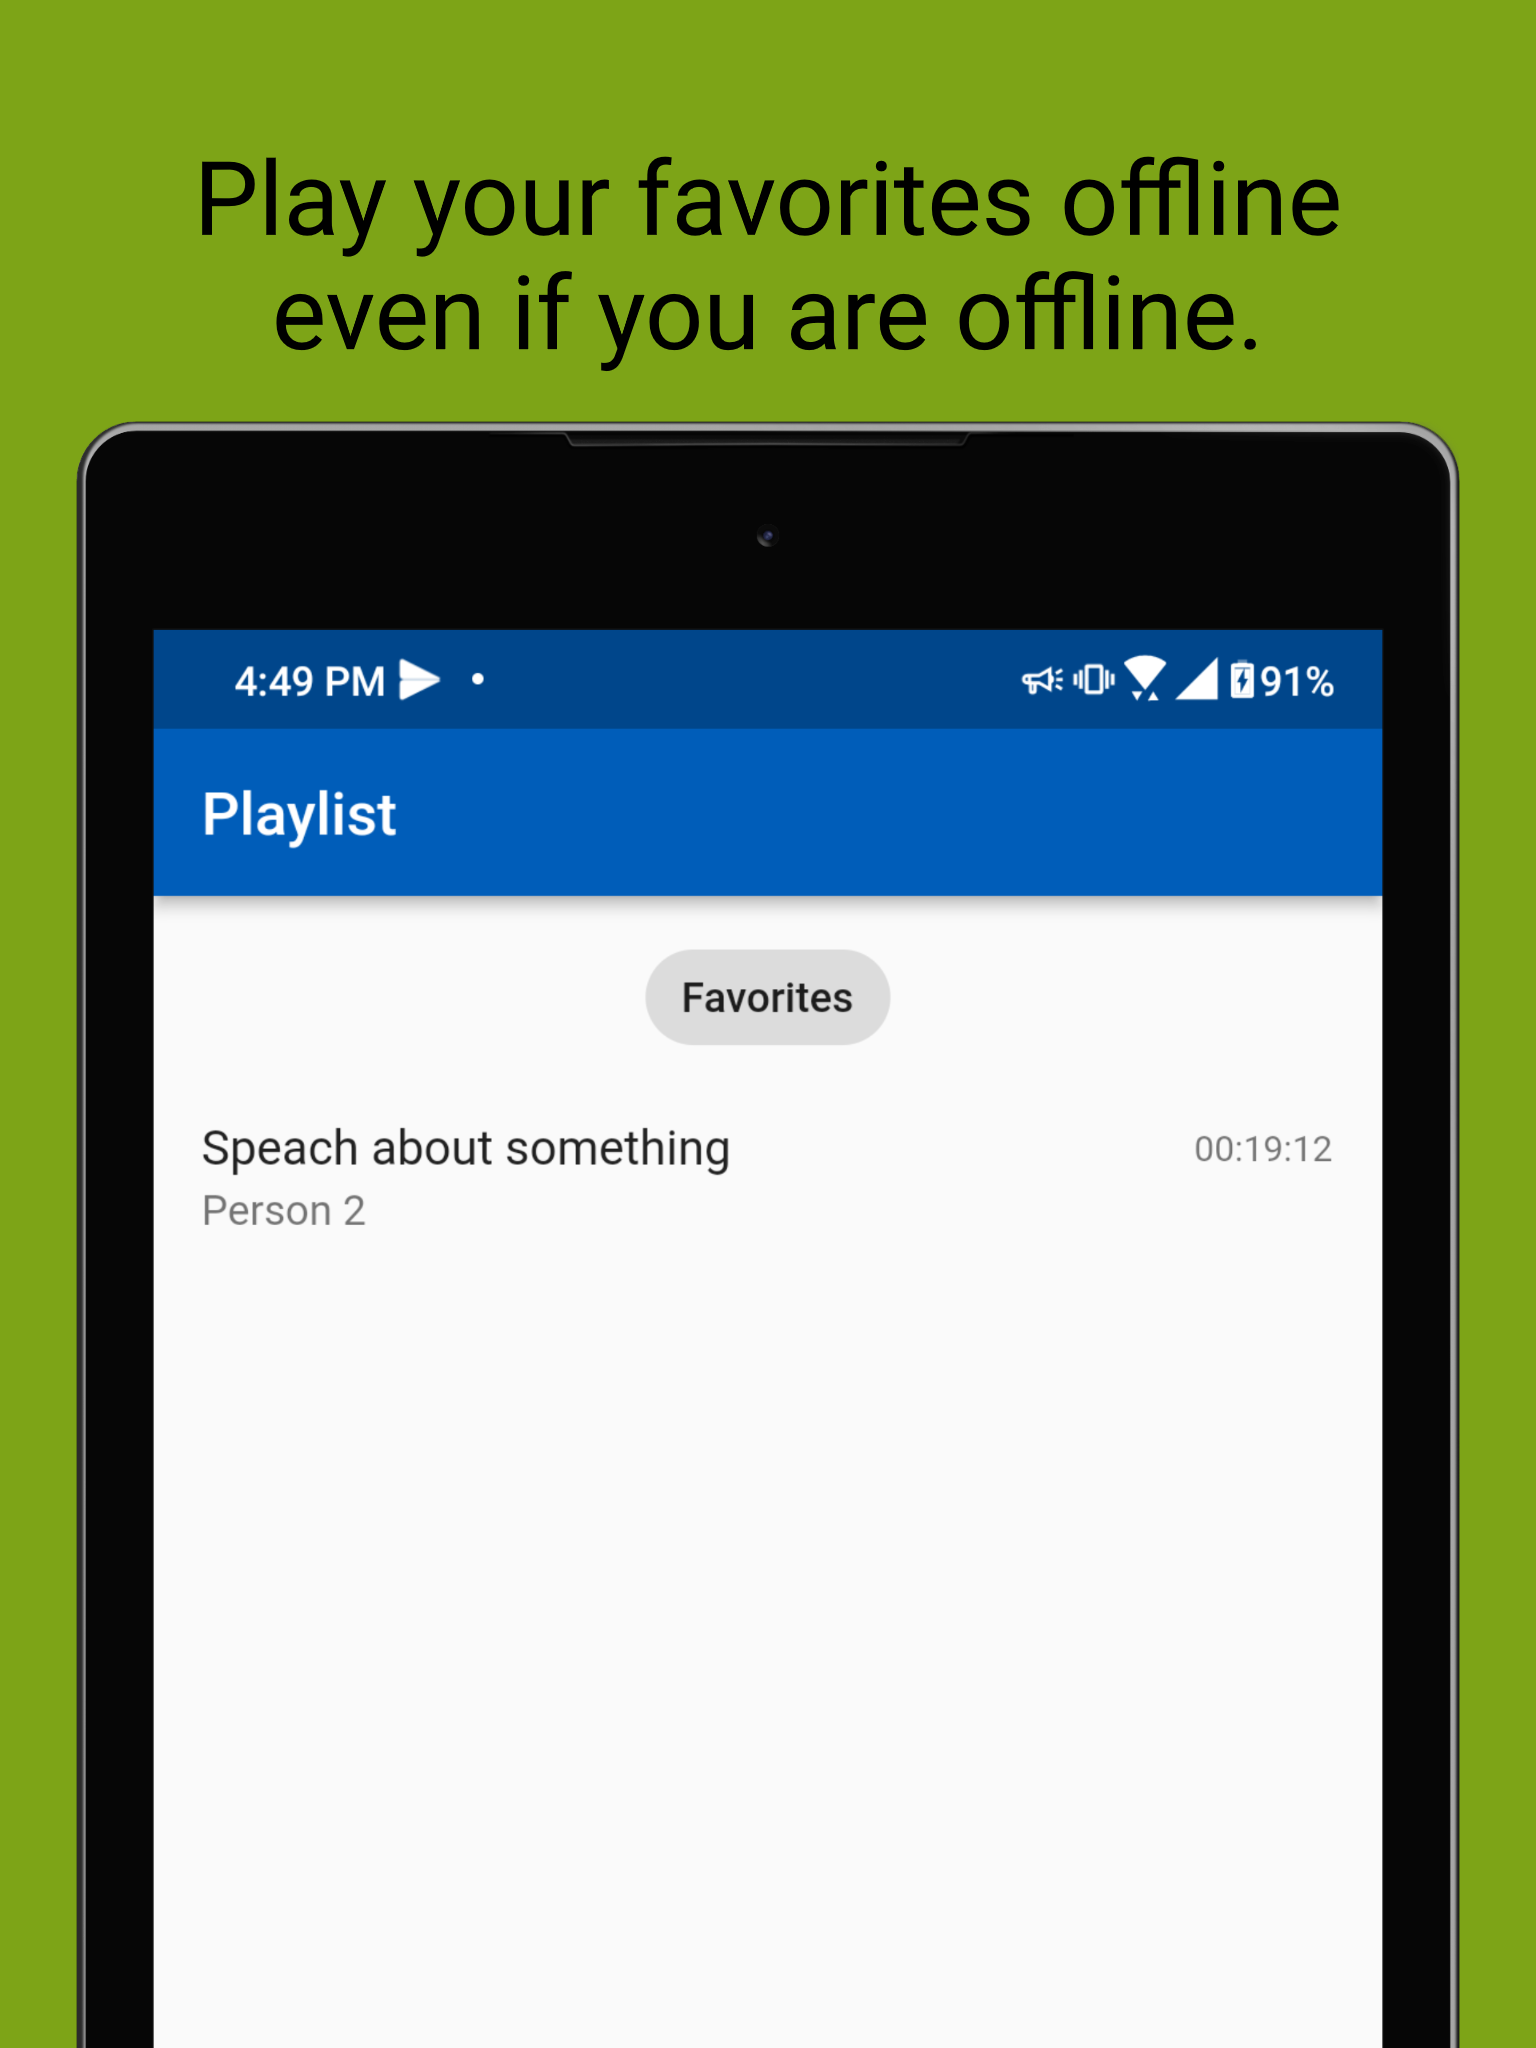 Play your favorites offline
even if you are offline.
4:49 PM 91%
Playlist
Favorites
Speach about something 00:19:12
Person 2